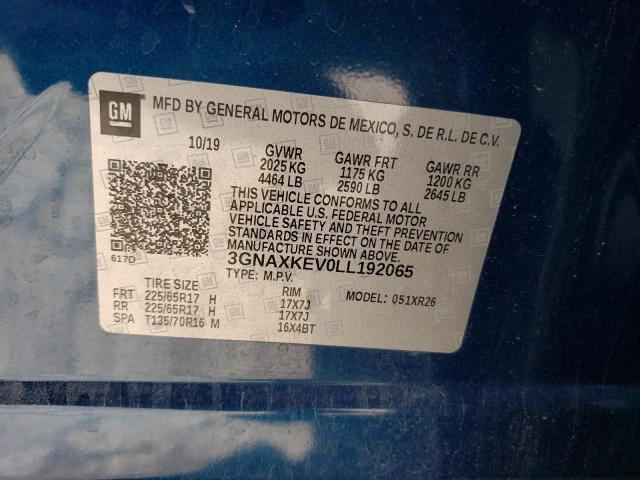 GM
MFD BY GENERAL MOTORS DE MEXICO, S. DE R.L. DE C.V.
10/19 GVWR GAWR FRT GAWR RR
2025 KG 1175 KG 1200 KG
4464 LB 2590 LB 2645 LB
THIS VEHICLE CONFORMS TO ALL
APPLICABLE U.S. FEDERAL MOTOR
VEHICLE SAFETY AND BUMPER
STANDARDS IN EFFECT ON THE DATE OF
MANUFACTURE SHOWN ABOVE.
617D
3GNAXKEV0LL192065
TYPE: M.P.V.
TIRE SIZE RIM MODEL: 051XR26
FRT 225/65R17 H 17X7J
RR 225/65R17 H 17X7J
SPA T135/70R16 M 16X4BT